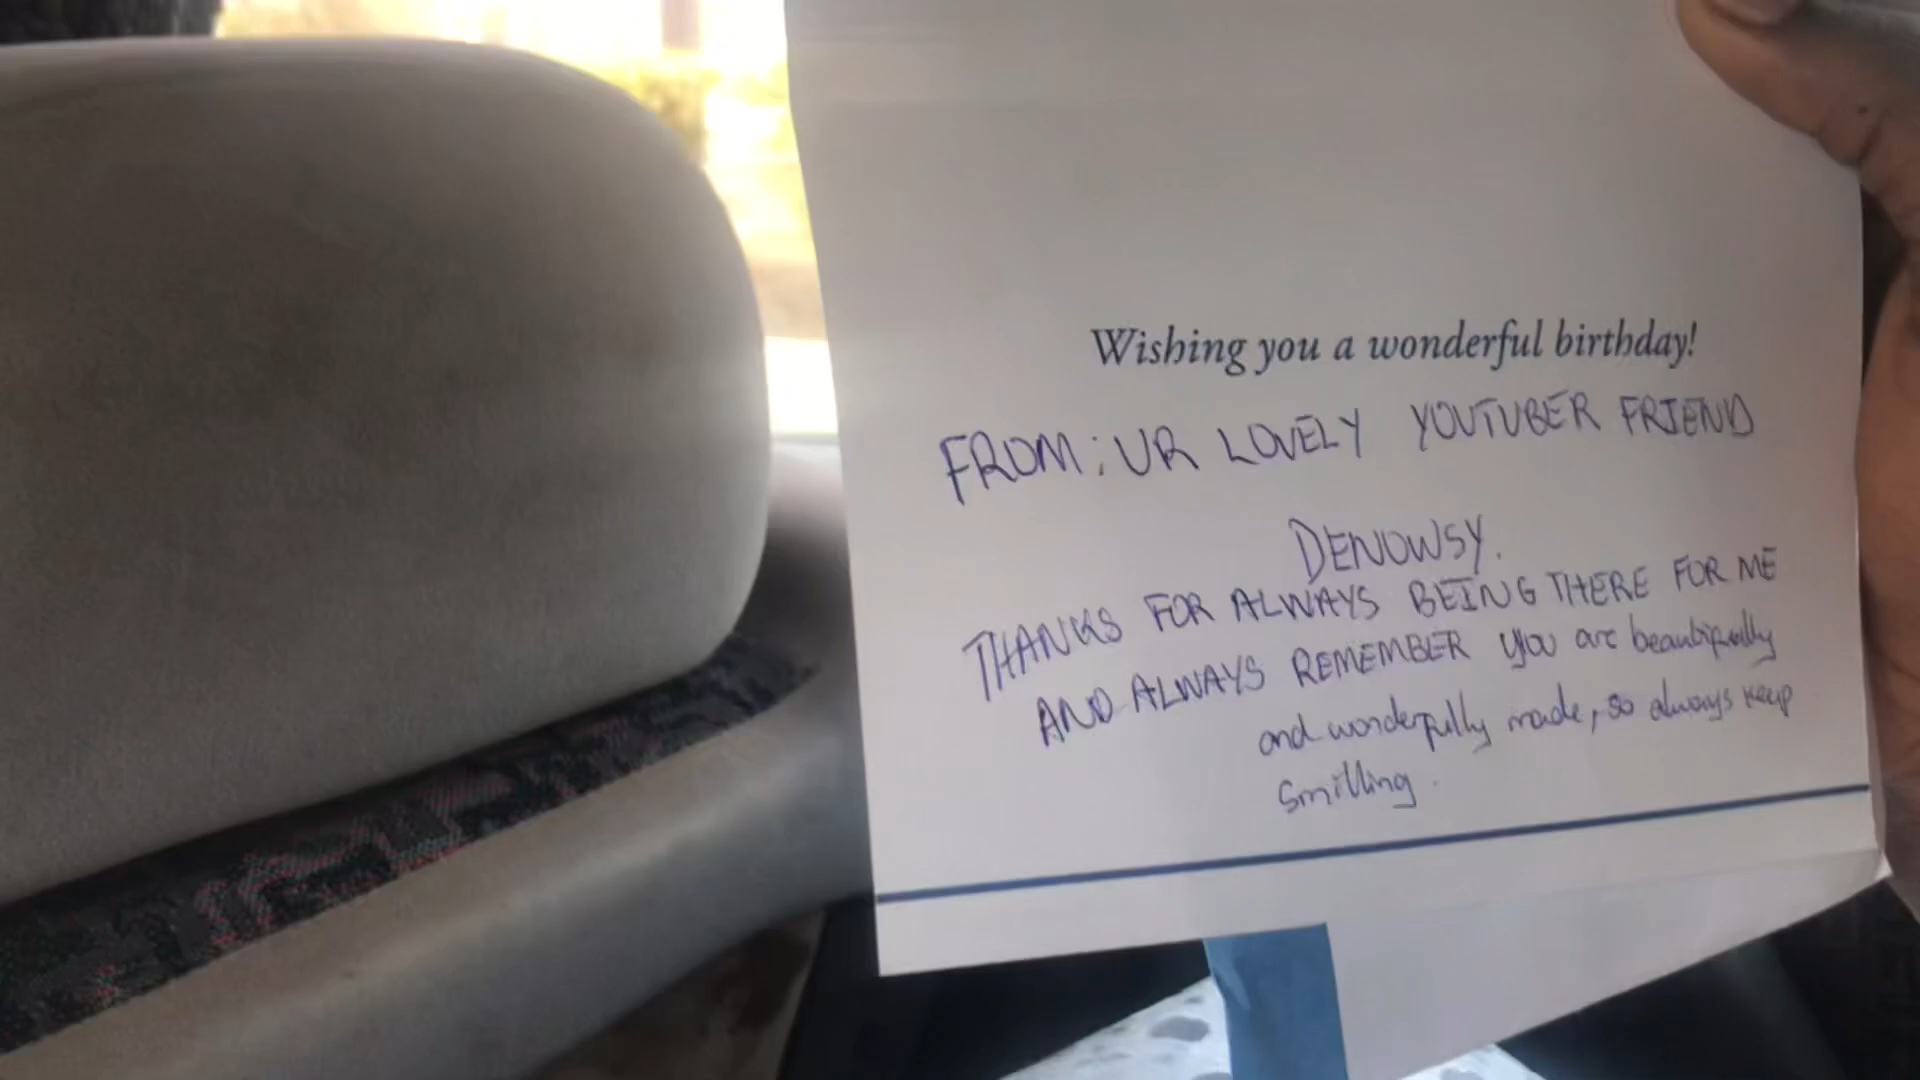 Wishing you a wonderful birthday!
FROM; UR LOVELY YOUTUBER FRIEND
DENOWSY.
THANKS FOR ALWAYS BEING THERE FOR ME
AND ALWAYS REMEMBER you are beautifully
and wonderfully made, so always keep
Smilling.